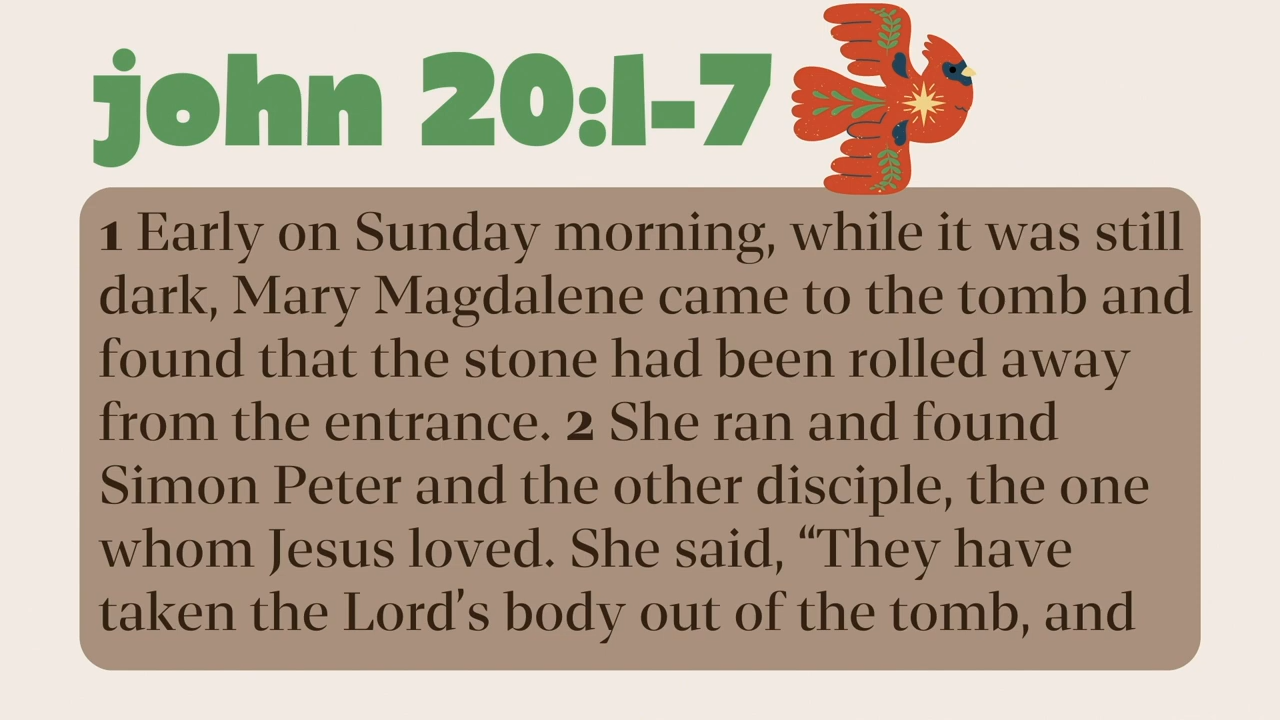 john 20:1-7
1 Early on Sunday morning, while it was still
dark, Mary Magdalene came to the tomb and
found that the stone had been rolled away
from the entrance. 2 She ran and found
Simon Peter and the other disciple, the one
whom Jesus loved. She said, “They have
taken the Lord’s body out of the tomb, and